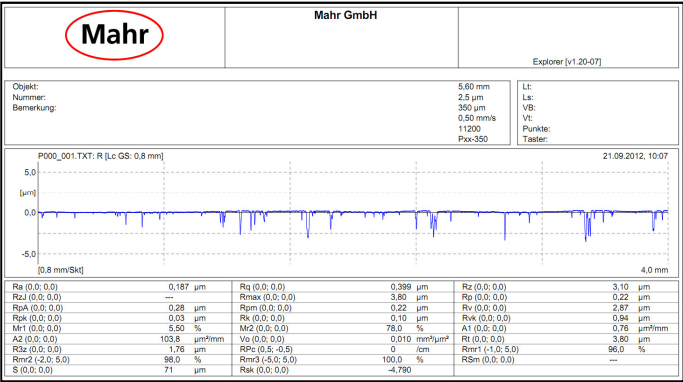 Mahr
Mahr GmbH
Explorer [v1.20-07]
Objekt: 5,60 mm Lt:
Nummer: 2,5 µm Ls:
Bemerkung: 350 µm VB:
0,50 mm/s Vt:
11200 Punkte:
Pxx-350 Taster:
P000_001.TXT: R [Lc GS: 0,8 mm] 21.09.2012, 10:07
5,0
[µm]
0,0
-5,0
[0,8 mm/Skt] 4,0 mm
Ra (0,0; 0,0) 0,187 µm Rq (0,0; 0,0) 0,399 µm Rz (0,0; 0,0) 3,10 µm
RzJ (0,0; 0,0) --- Rmax (0,0; 0,0) 3,80 µm Rp (0,0; 0,0) 0,22 µm
RpA (0,0; 0,0) 0,28 µm Rpm (0,0; 0,0) 0,22 µm Rv (0,0; 0,0) 2,87 µm
Rpk (0,0; 0,0) 0,03 µm Rk (0,0; 0,0) 0,10 µm Rvk (0,0; 0,0) 0,94 µm
Mr1 (0,0; 0,0) 5,50 % Mr2 (0,0; 0,0) 78,0 % A1 (0,0; 0,0) 0,76 µm²/mm
A2 (0,0; 0,0) 103,8 µm²/mm Vo (0,0; 0,0) 0,010 mm³/µm² Rt (0,0; 0,0) 3,80 µm
R3z (0,0; 0,0) 1,76 µm RPc (0,5; -0,5) 0 /cm Rmr1 (-1,0; 5,0) 96,0 %
Rmr2 (-2,0; 5,0) 98,0 % Rmr3 (-5,0; 5,0) 100,0 % RSm (0,0; 0,0) ---
S (0,0; 0,0) 71 µm Rsk (0,0; 0,0) -4,790